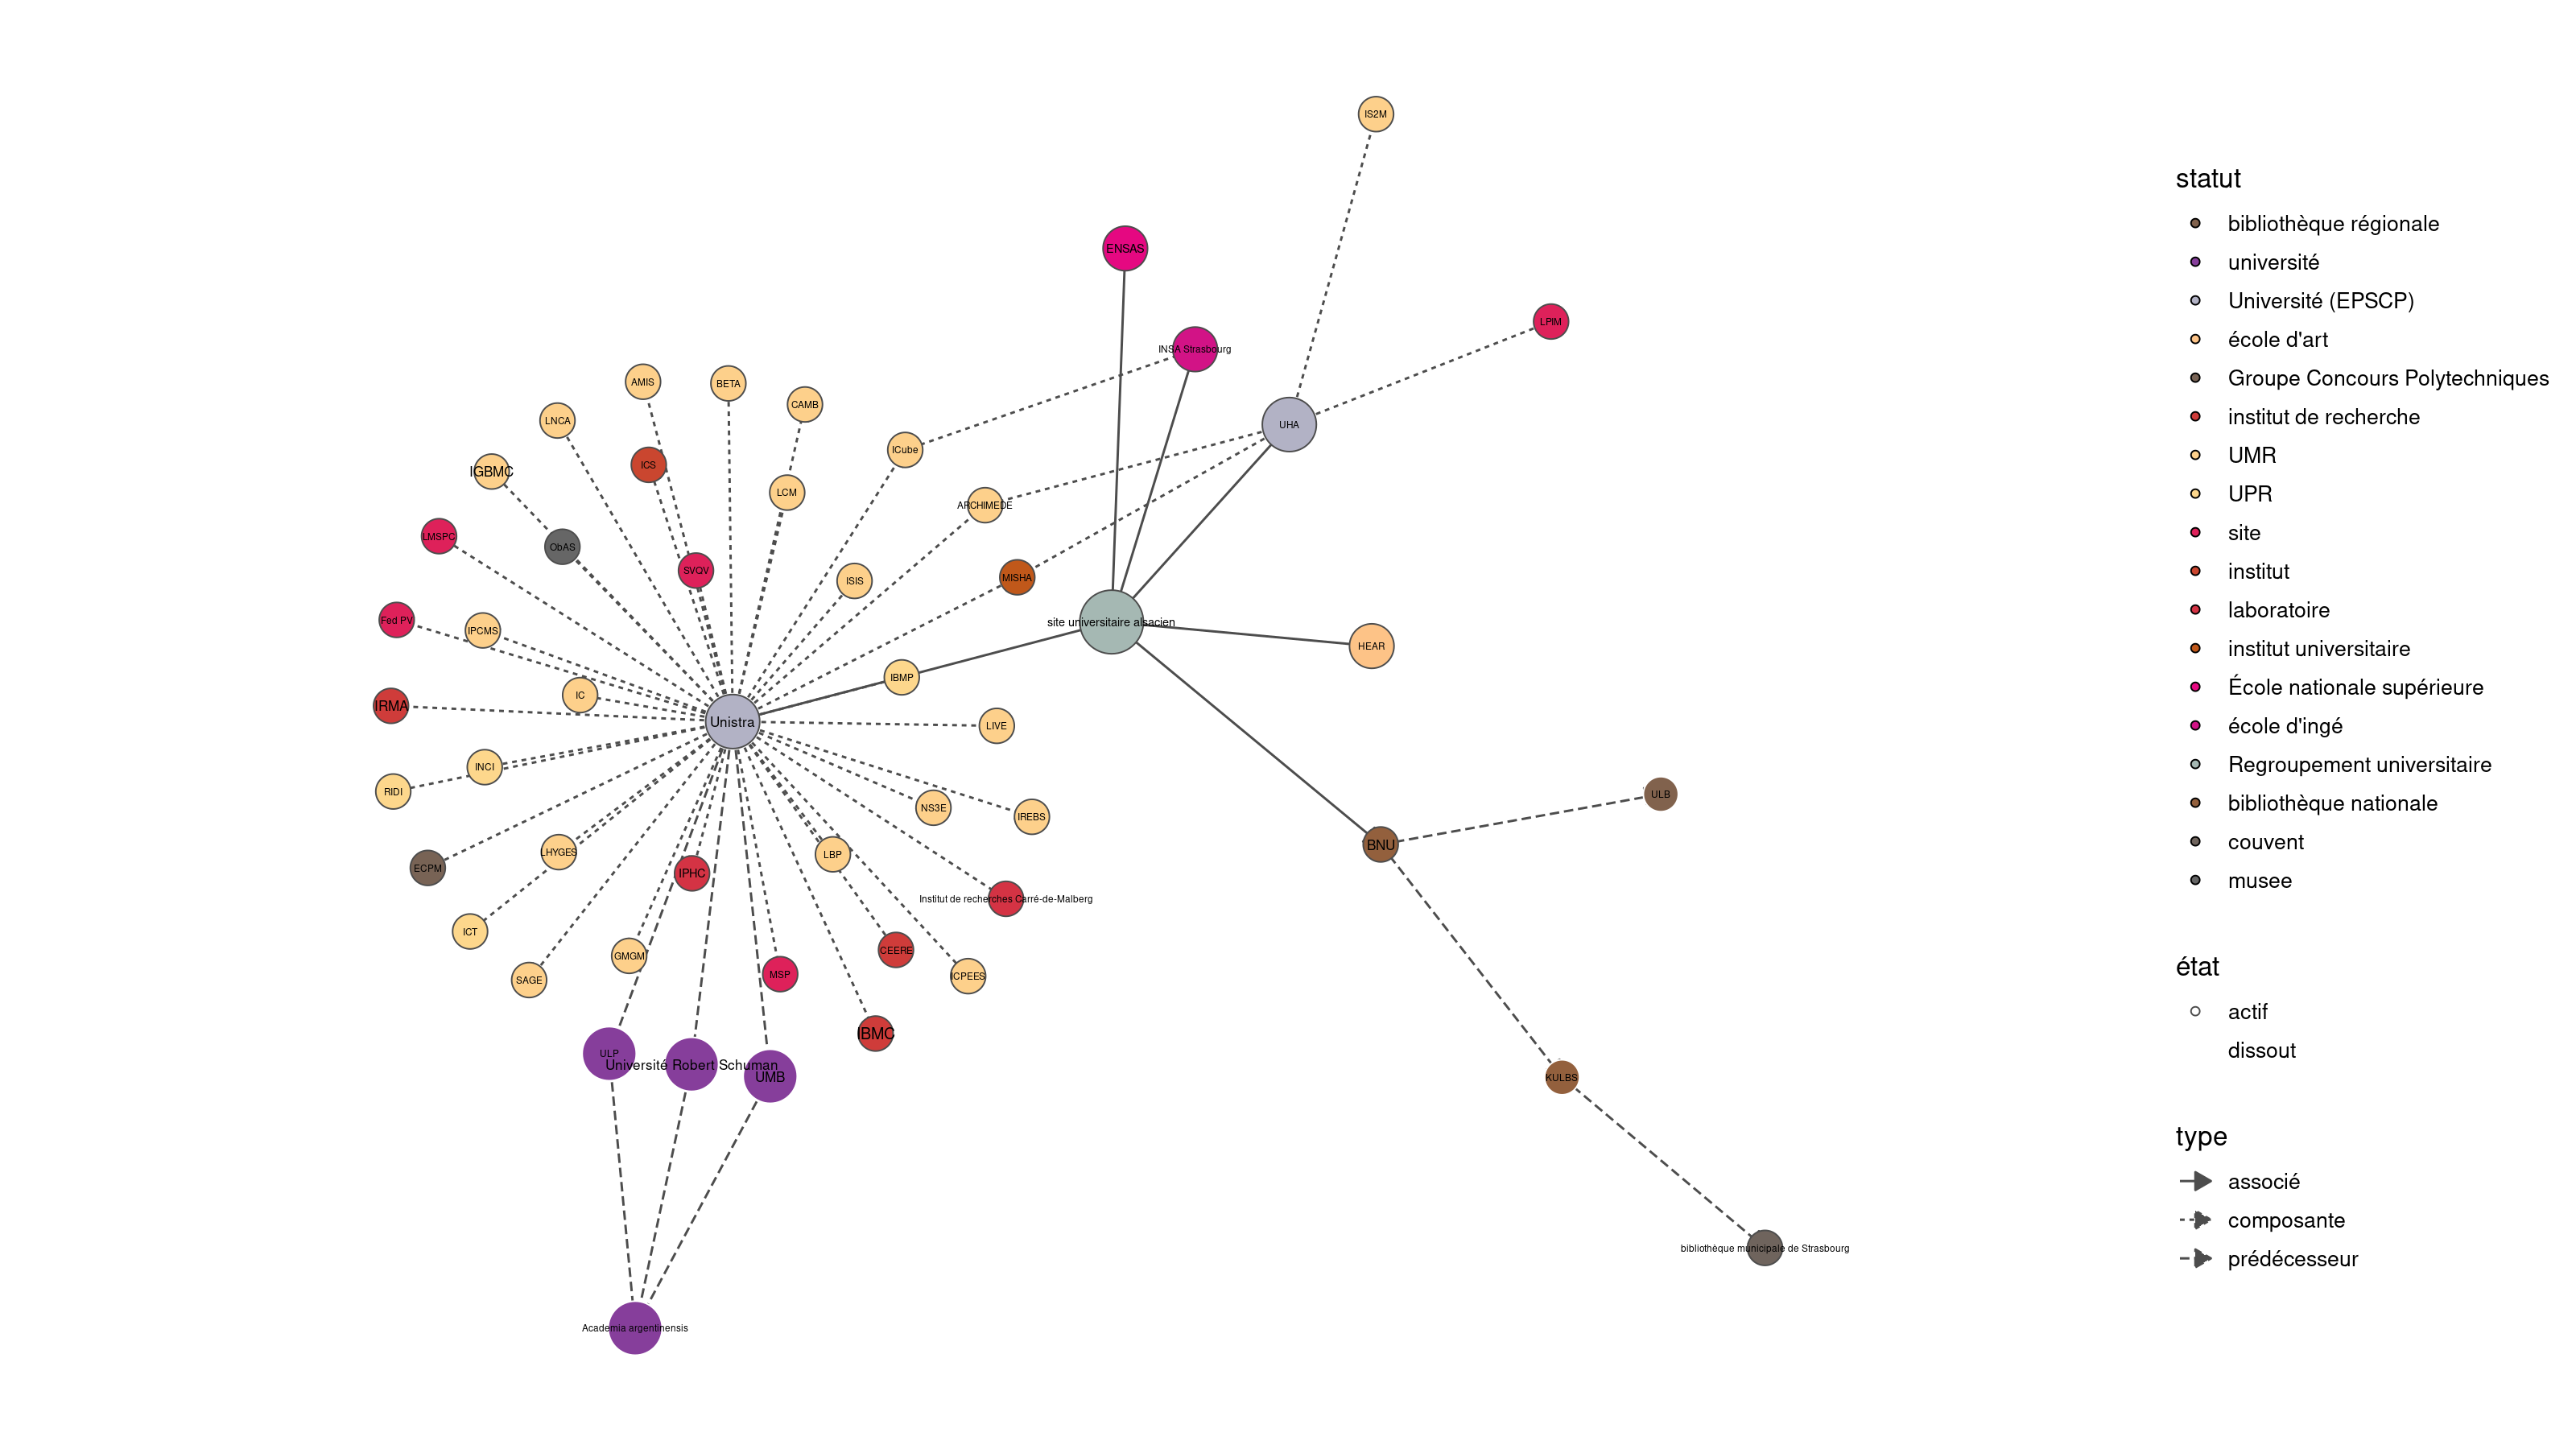 IS2M
ENSAS
LPIM
INSA Strasbourg
AMIS
BETA
CAMB
LNCA
UHA
ICube
ICS
IGBMC
LCM
ARCHIMEDE
LMSPC
ObAS
SVQV
MISHA
ISIS
Fed PV
site universitaire alsacien
IPCMS
HEAR
IBMP
IC
IRMA
Unistra
LIVE
INCI
RIDI
ULB
NS3E
IREBS
BNU
LHYGES
LBP
ECPM
IPHC
Institut de recherches Carré-de-Malberg
ICT
CEERE
GMGM
MSP
ICPEES
SAGE
IBMC
ULP
Université Robert Schuman
UMB
KULBS
bibliothèque municipale de Strasbourg
Academia argentinensis
statut
bibliothèque régionale
université
Université (EPSCP)
école d'art
Groupe Concours Polytechniques
institut de recherche
UMR
UPR
site
institut
laboratoire
institut universitaire
École nationale supérieure
école d'ingé
Regroupement universitaire
bibliothèque nationale
couvent
musee
état
actif
dissout
type
associé
composante
prédécesseur